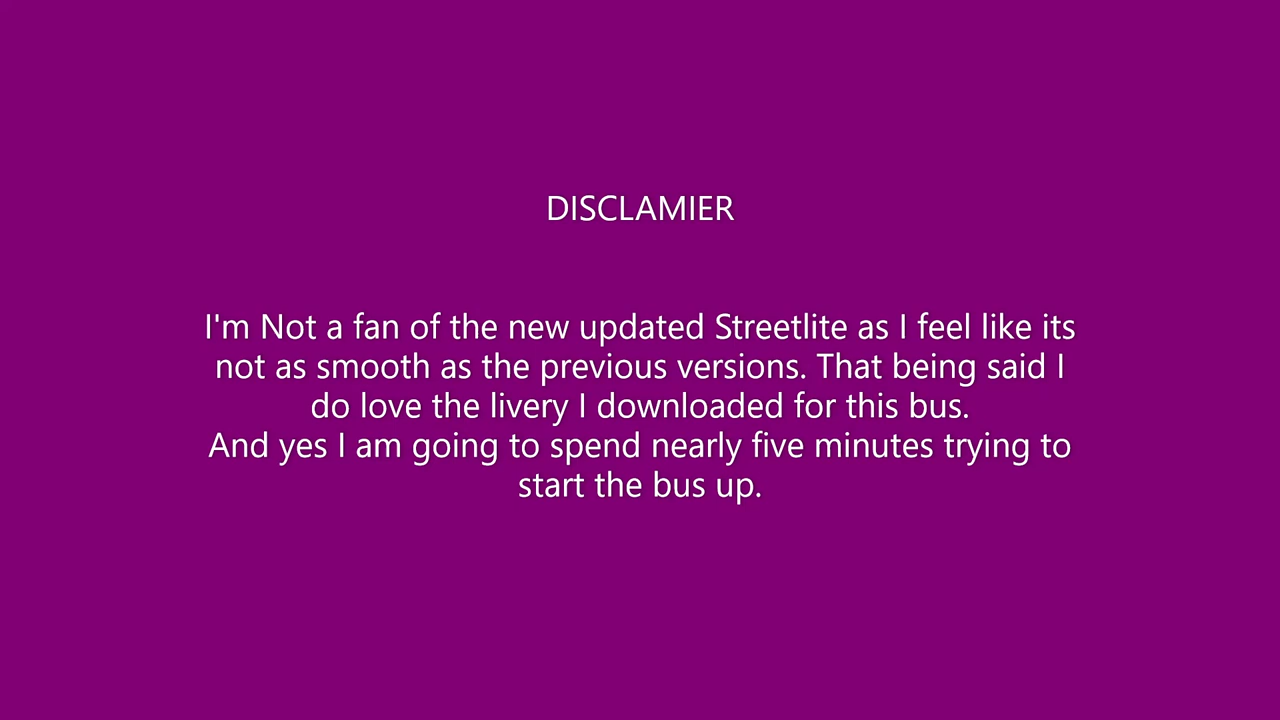 DISCLAMIER
I'm Not a fan of the new updated Streetlite as I feel like its
not as smooth as the previous versions. That being said I
do love the livery I downloaded for this bus.
And yes I am going to spend nearly five minutes trying to
start the bus up.